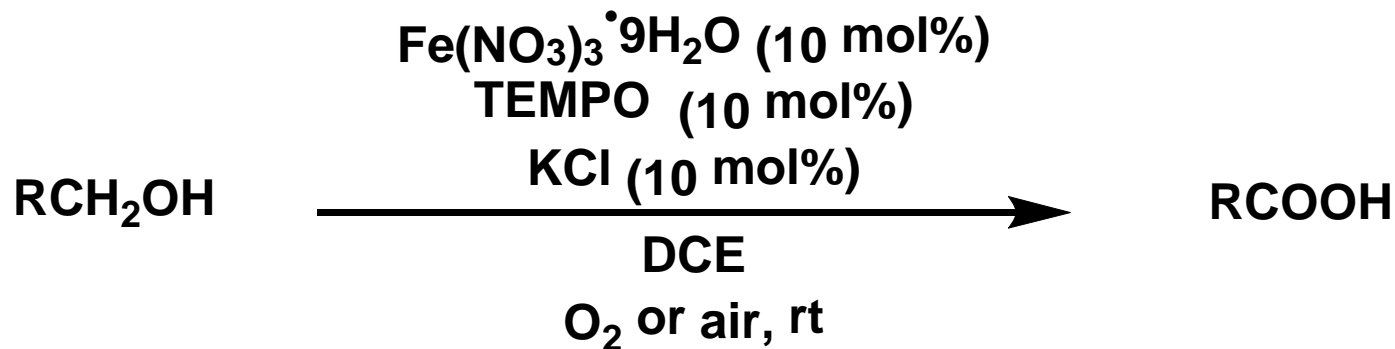 Fe(NO₃)₃•9H₂O (10 mol%)
TEMPO (10 mol%)
KCl (10 mol%)
RCH₂OH
RCOOH
DCE
O₂ or air, rt